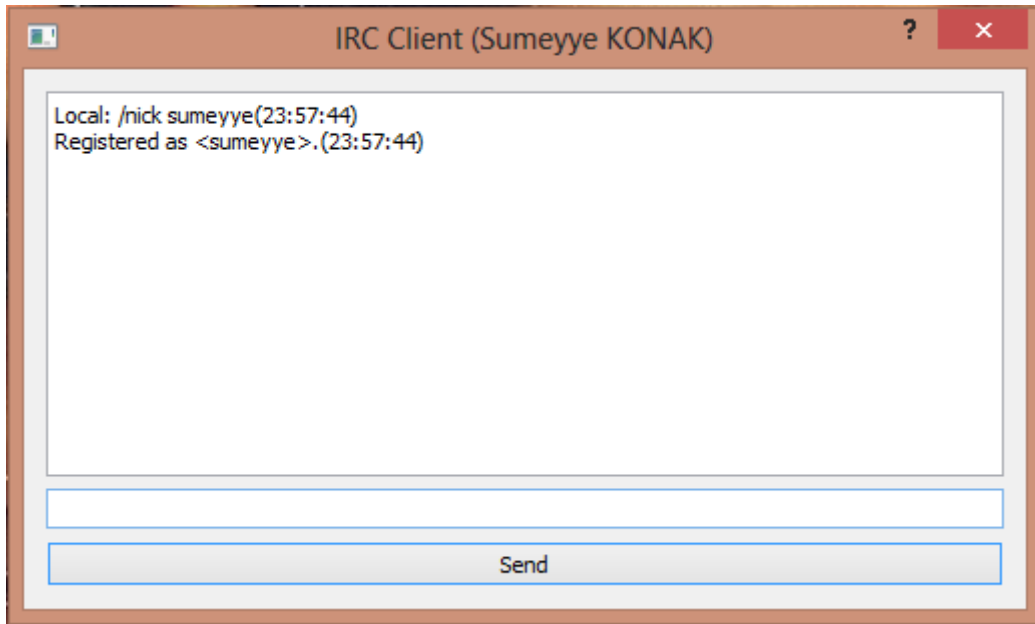 IRC Client (Sumeyye KONAK)
?
Local: /nick sumeyye(23:57:44)
Registered as <sumeyye>.(23:57:44)
Send